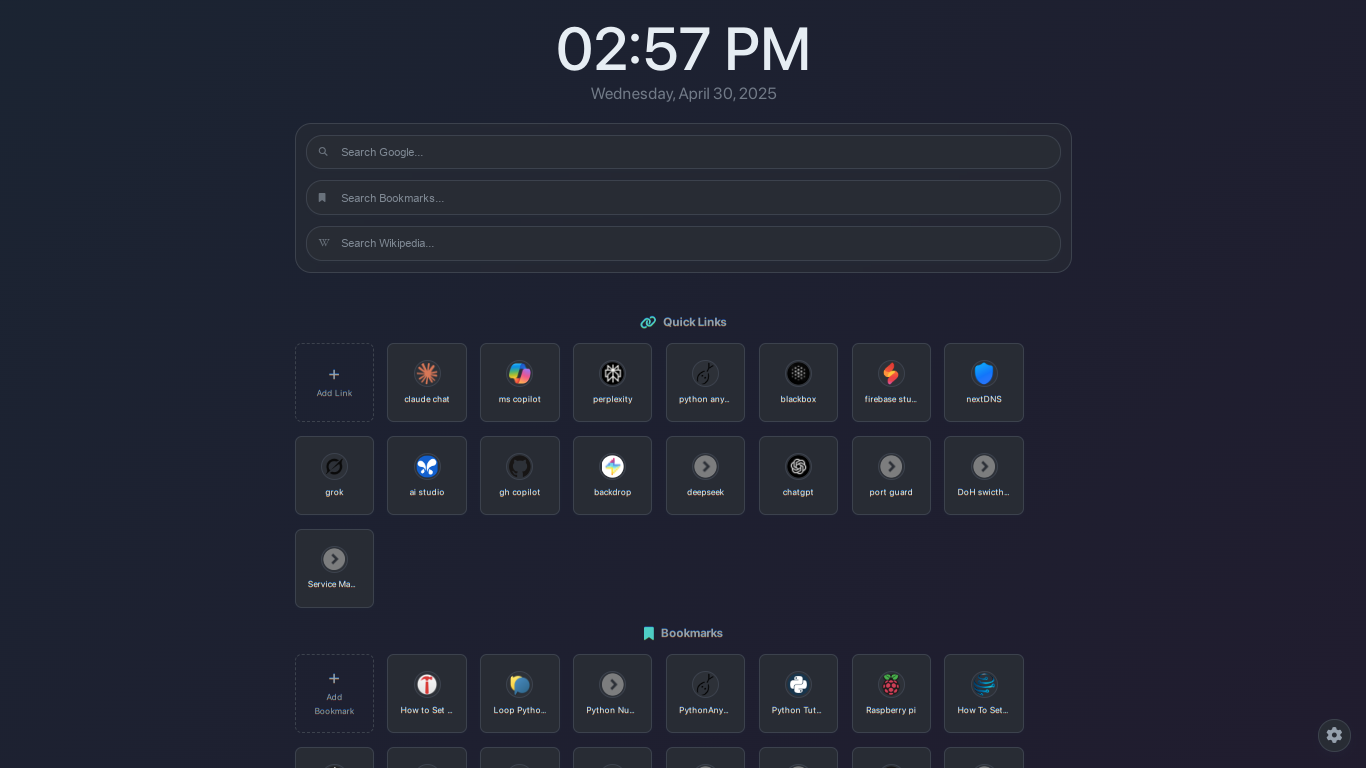 02:57 PM
Wednesday, April 30, 2025
Search Google...
Search Bookmarks...
Search Wikipedia...
Quick Links
Add Link
claude chat
ms copilot
perplexity
python any...
blackbox
firebase stu...
nextDNS
grok
ai studio
gh copilot
backdrop
deepseek
chatgpt
port guard
DoH swicth...
Service Ma...
Bookmarks
Add
Bookmark
How to Set ...
Loop Pytho...
Python Nu...
PythonAny...
Python Tut...
Raspberry pi
How To Set...